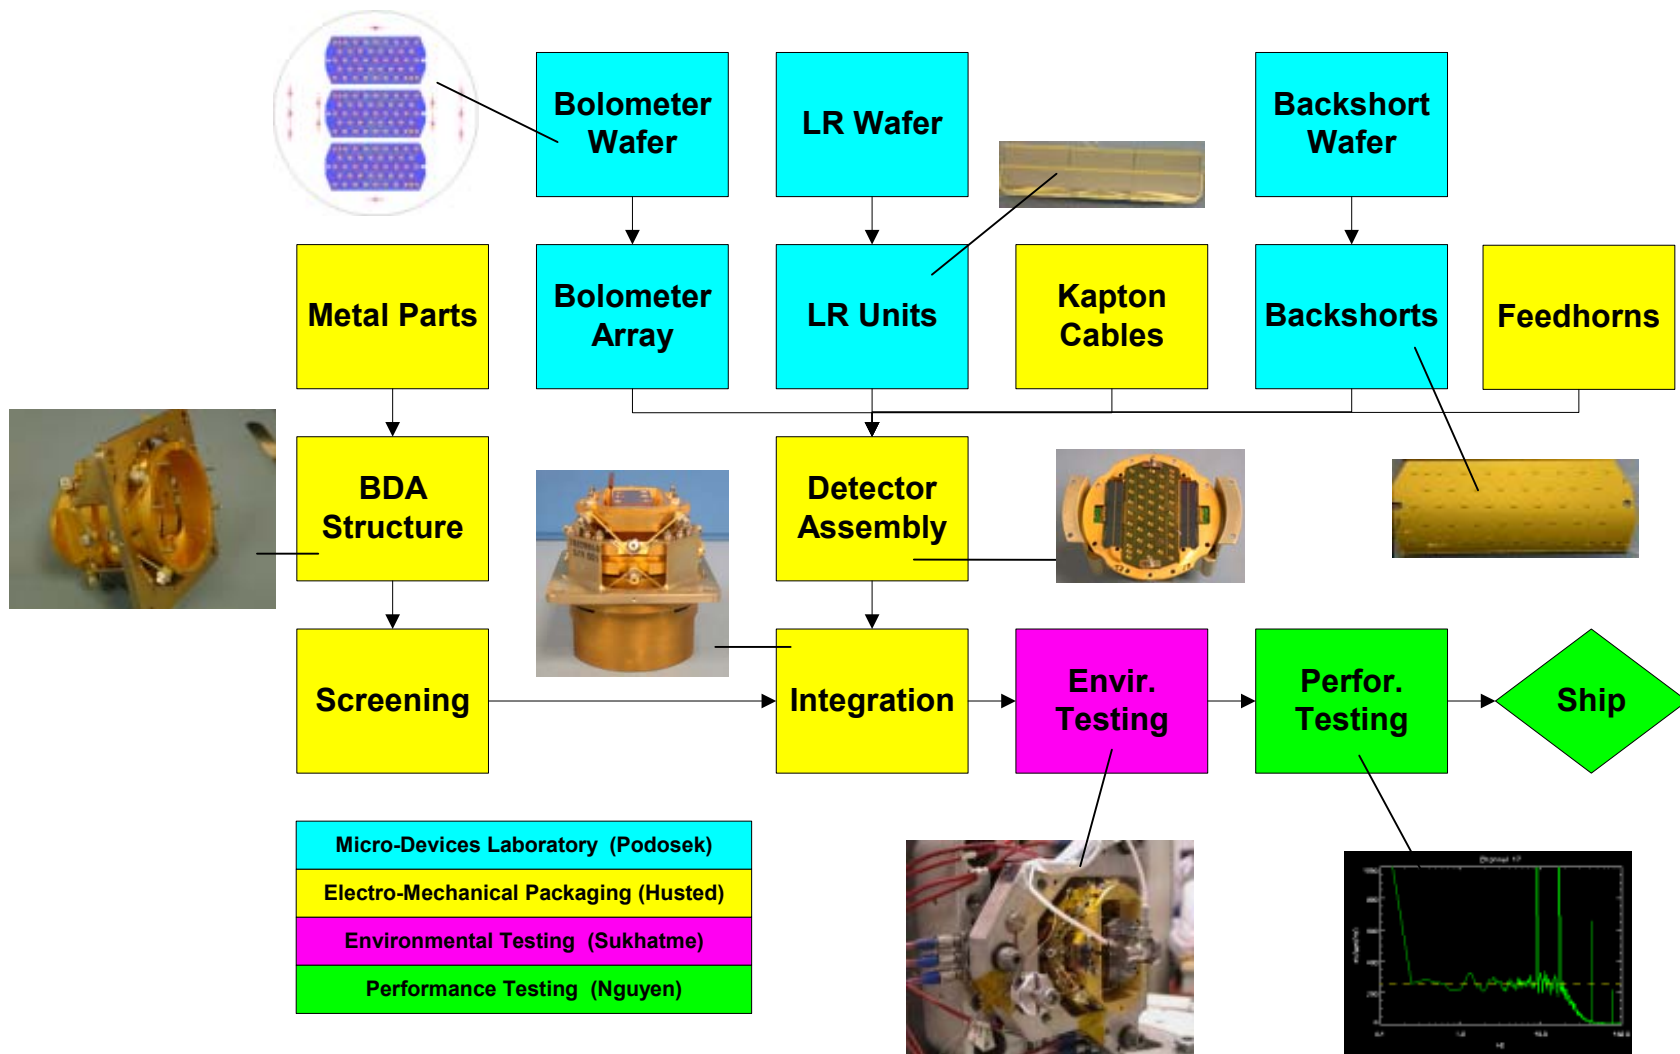 Bolometer
Wafer
LR Wafer
Backshort
Wafer
Metal Parts
Bolometer
Array
LR Units
Kapton
Cables
Backshorts
Feedhorns
BDA
Structure
Detector
Assembly
Screening
Integration
Envir.
Testing
Perfor.
Testing
Ship
Micro-Devices Laboratory (Podosek)
Electro-Mechanical Packaging (Husted)
Environmental Testing (Sukhatme)
Performance Testing (Nguyen)